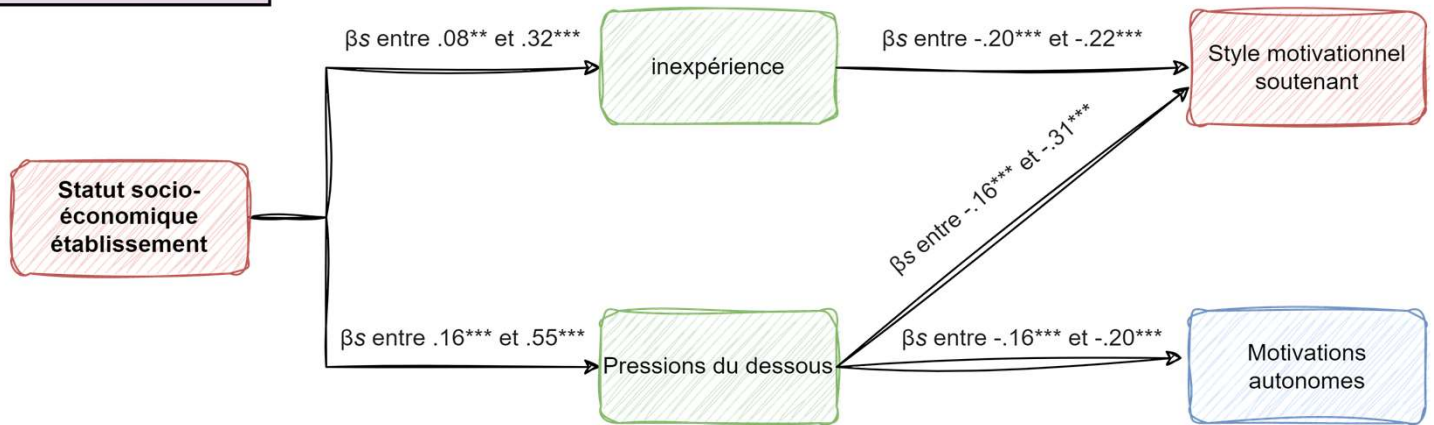 βs entre .08** et .32***
βs entre -.20*** et -.22***
inexpérience
Style motivationnel
soutenant
βs entre -.16*** et -.31***
Statut socio-
économique
établissement
βs entre .16*** et .55***
βs entre -.16*** et -.20***
Pressions du dessous
Motivations
autonomes